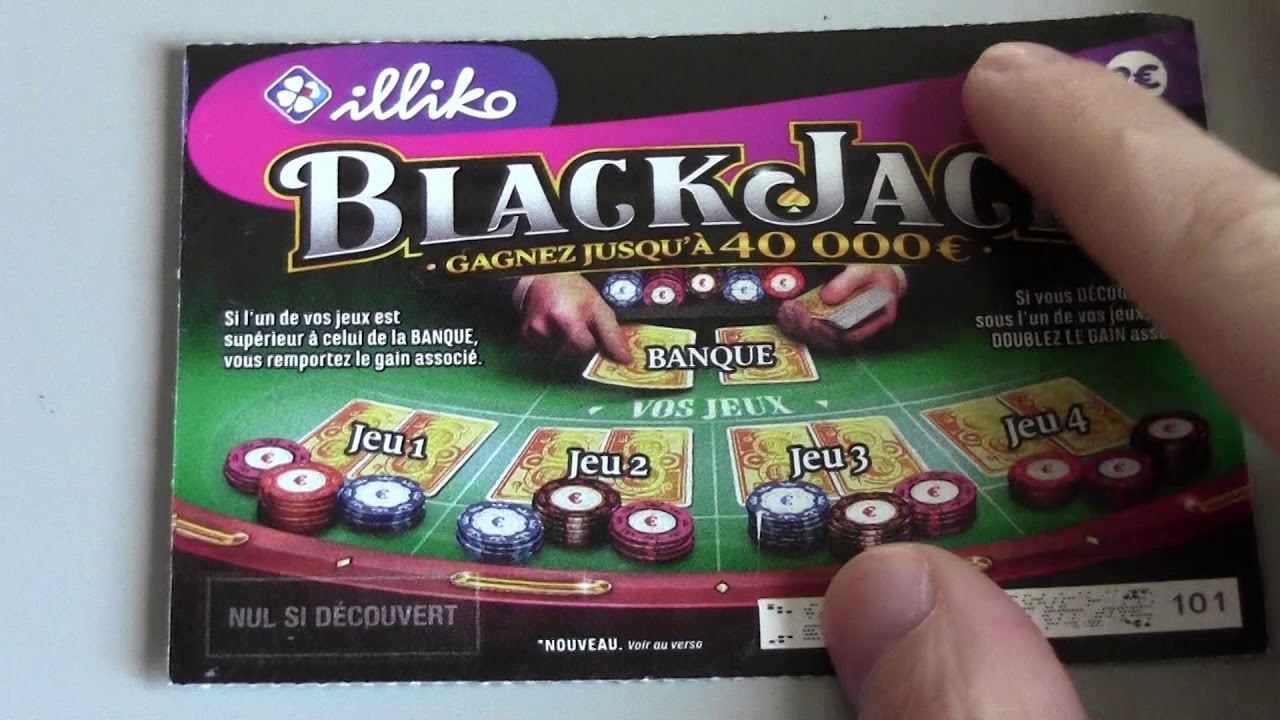 illiko
BLACKJAC
GAGNEZ JUSQU'À 40 000€
Si l'un de vos jeux est
supérieur à celui de la BANQUE,
vous remportez le gain associé.
Si vous
sous l'un de vos jeux
DOUBLEZ LE GAIN
BANQUE
VOS JEUX
Jeu 1
Jeu 2
Jeu 3
Jeu 4
NUL SI DÉCOUVERT
*NOUVEAU. Voir au verso
101